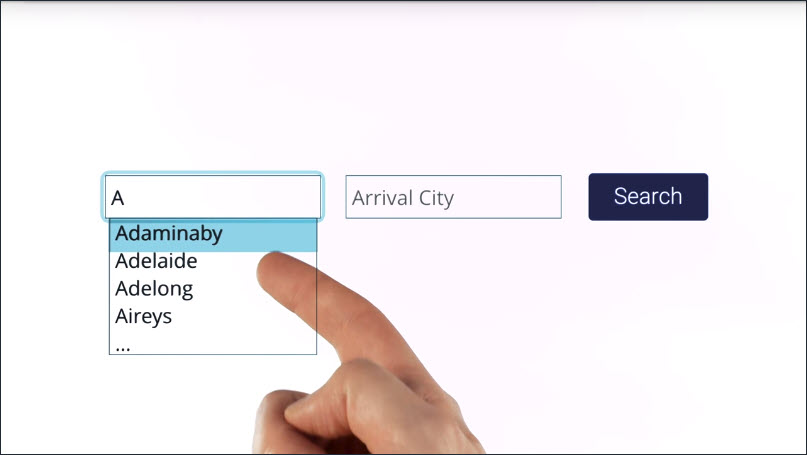 A
Arrival City
Search
Adaminaby
Adelaide
Adelong
Aireys
...